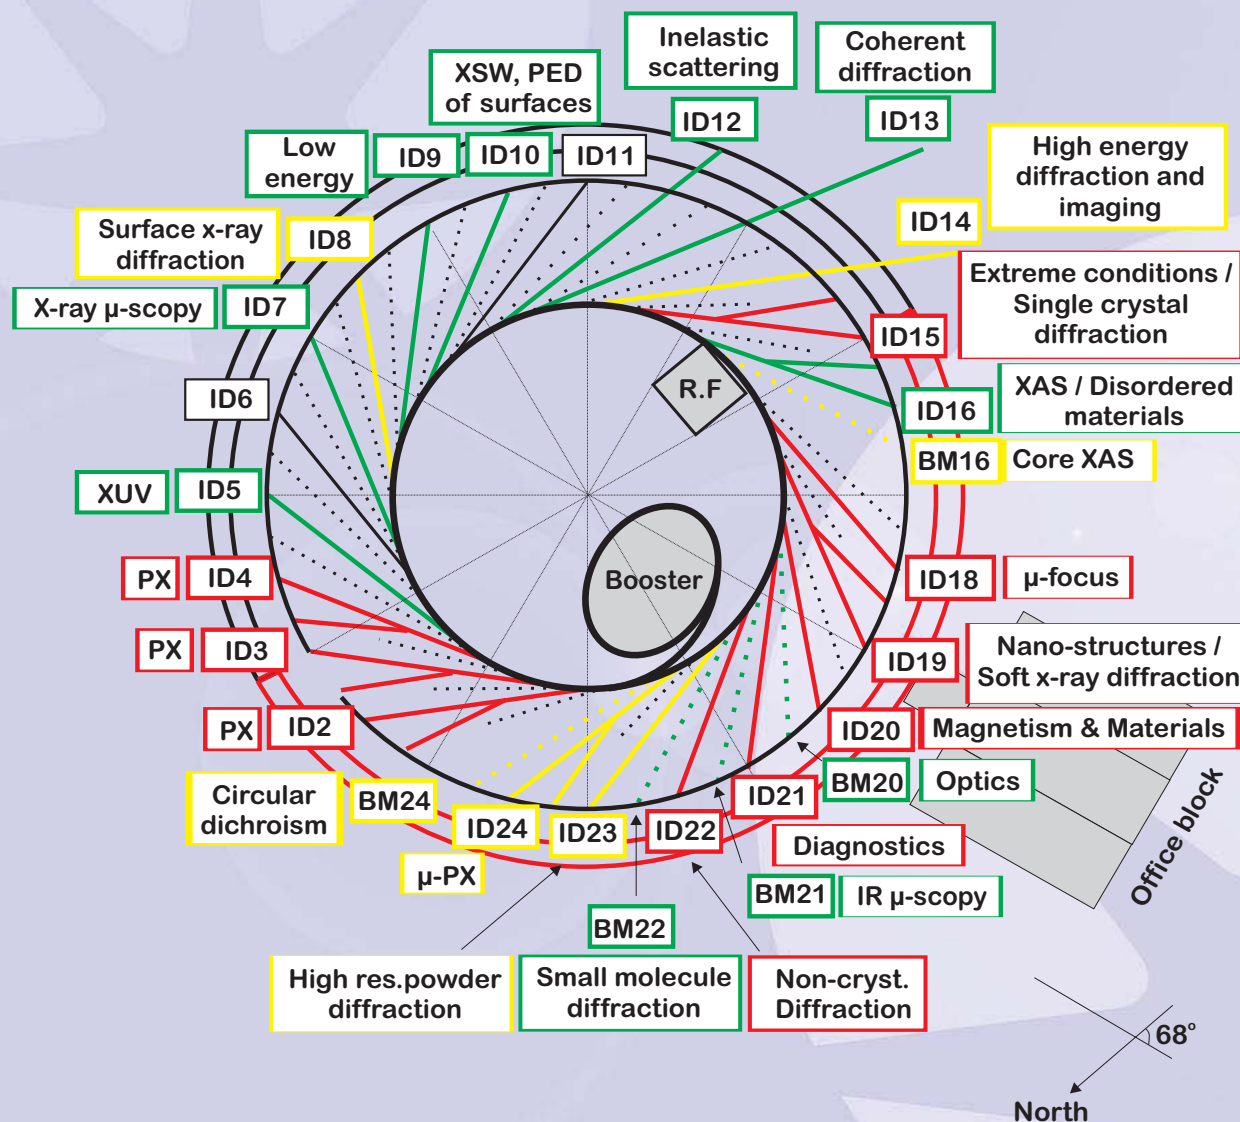 Inelastic
scattering
Coherent
diffraction
XSW, PED
of surfaces
ID12
ID13
Low
energy
ID9
ID10
ID11
High energy
diffraction and
imaging
ID14
Surface x-ray
diffraction
ID8
Extreme conditions /
Single crystal
diffraction
X-ray µ-scopy
ID7
ID15
R.F
ID6
ID16
XAS / Disordered
materials
BM16
Core XAS
XUV
ID5
Booster
PX
ID4
ID18
µ-focus
PX
ID3
ID19
Nano-structures /
Soft x-ray diffraction
PX
ID2
ID20
Magnetism & Materials
BM20
Optics
Office block
Circular
dichroism
BM24
ID24
ID23
ID22
ID21
Diagnostics
µ-PX
BM21
IR µ-scopy
BM22
High res.powder
diffraction
Small molecule
diffraction
Non-cryst.
Diffraction
68°
North